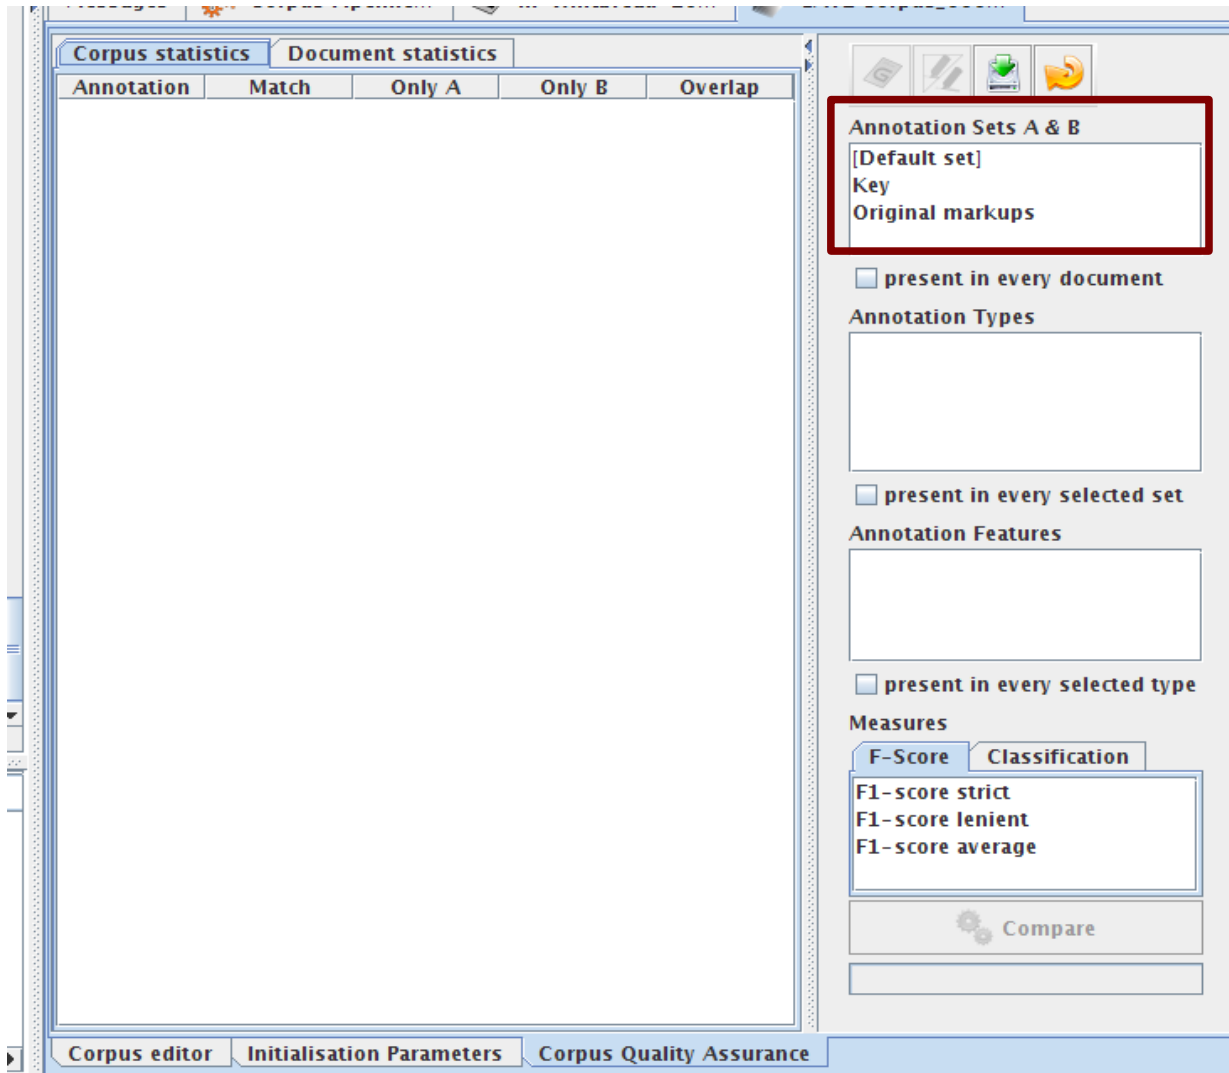 Messages
Corpus statistics Document statistics
Annotation Match Only A Only B Overlap
Annotation Sets A & B
[Default set]
Key
Original markups
present in every document
Annotation Types
present in every selected set
Annotation Features
present in every selected type
Measures
F-Score Classification
F1-score strict
F1-score lenient
F1-score average
Compare
Corpus editor Initialisation Parameters Corpus Quality Assurance